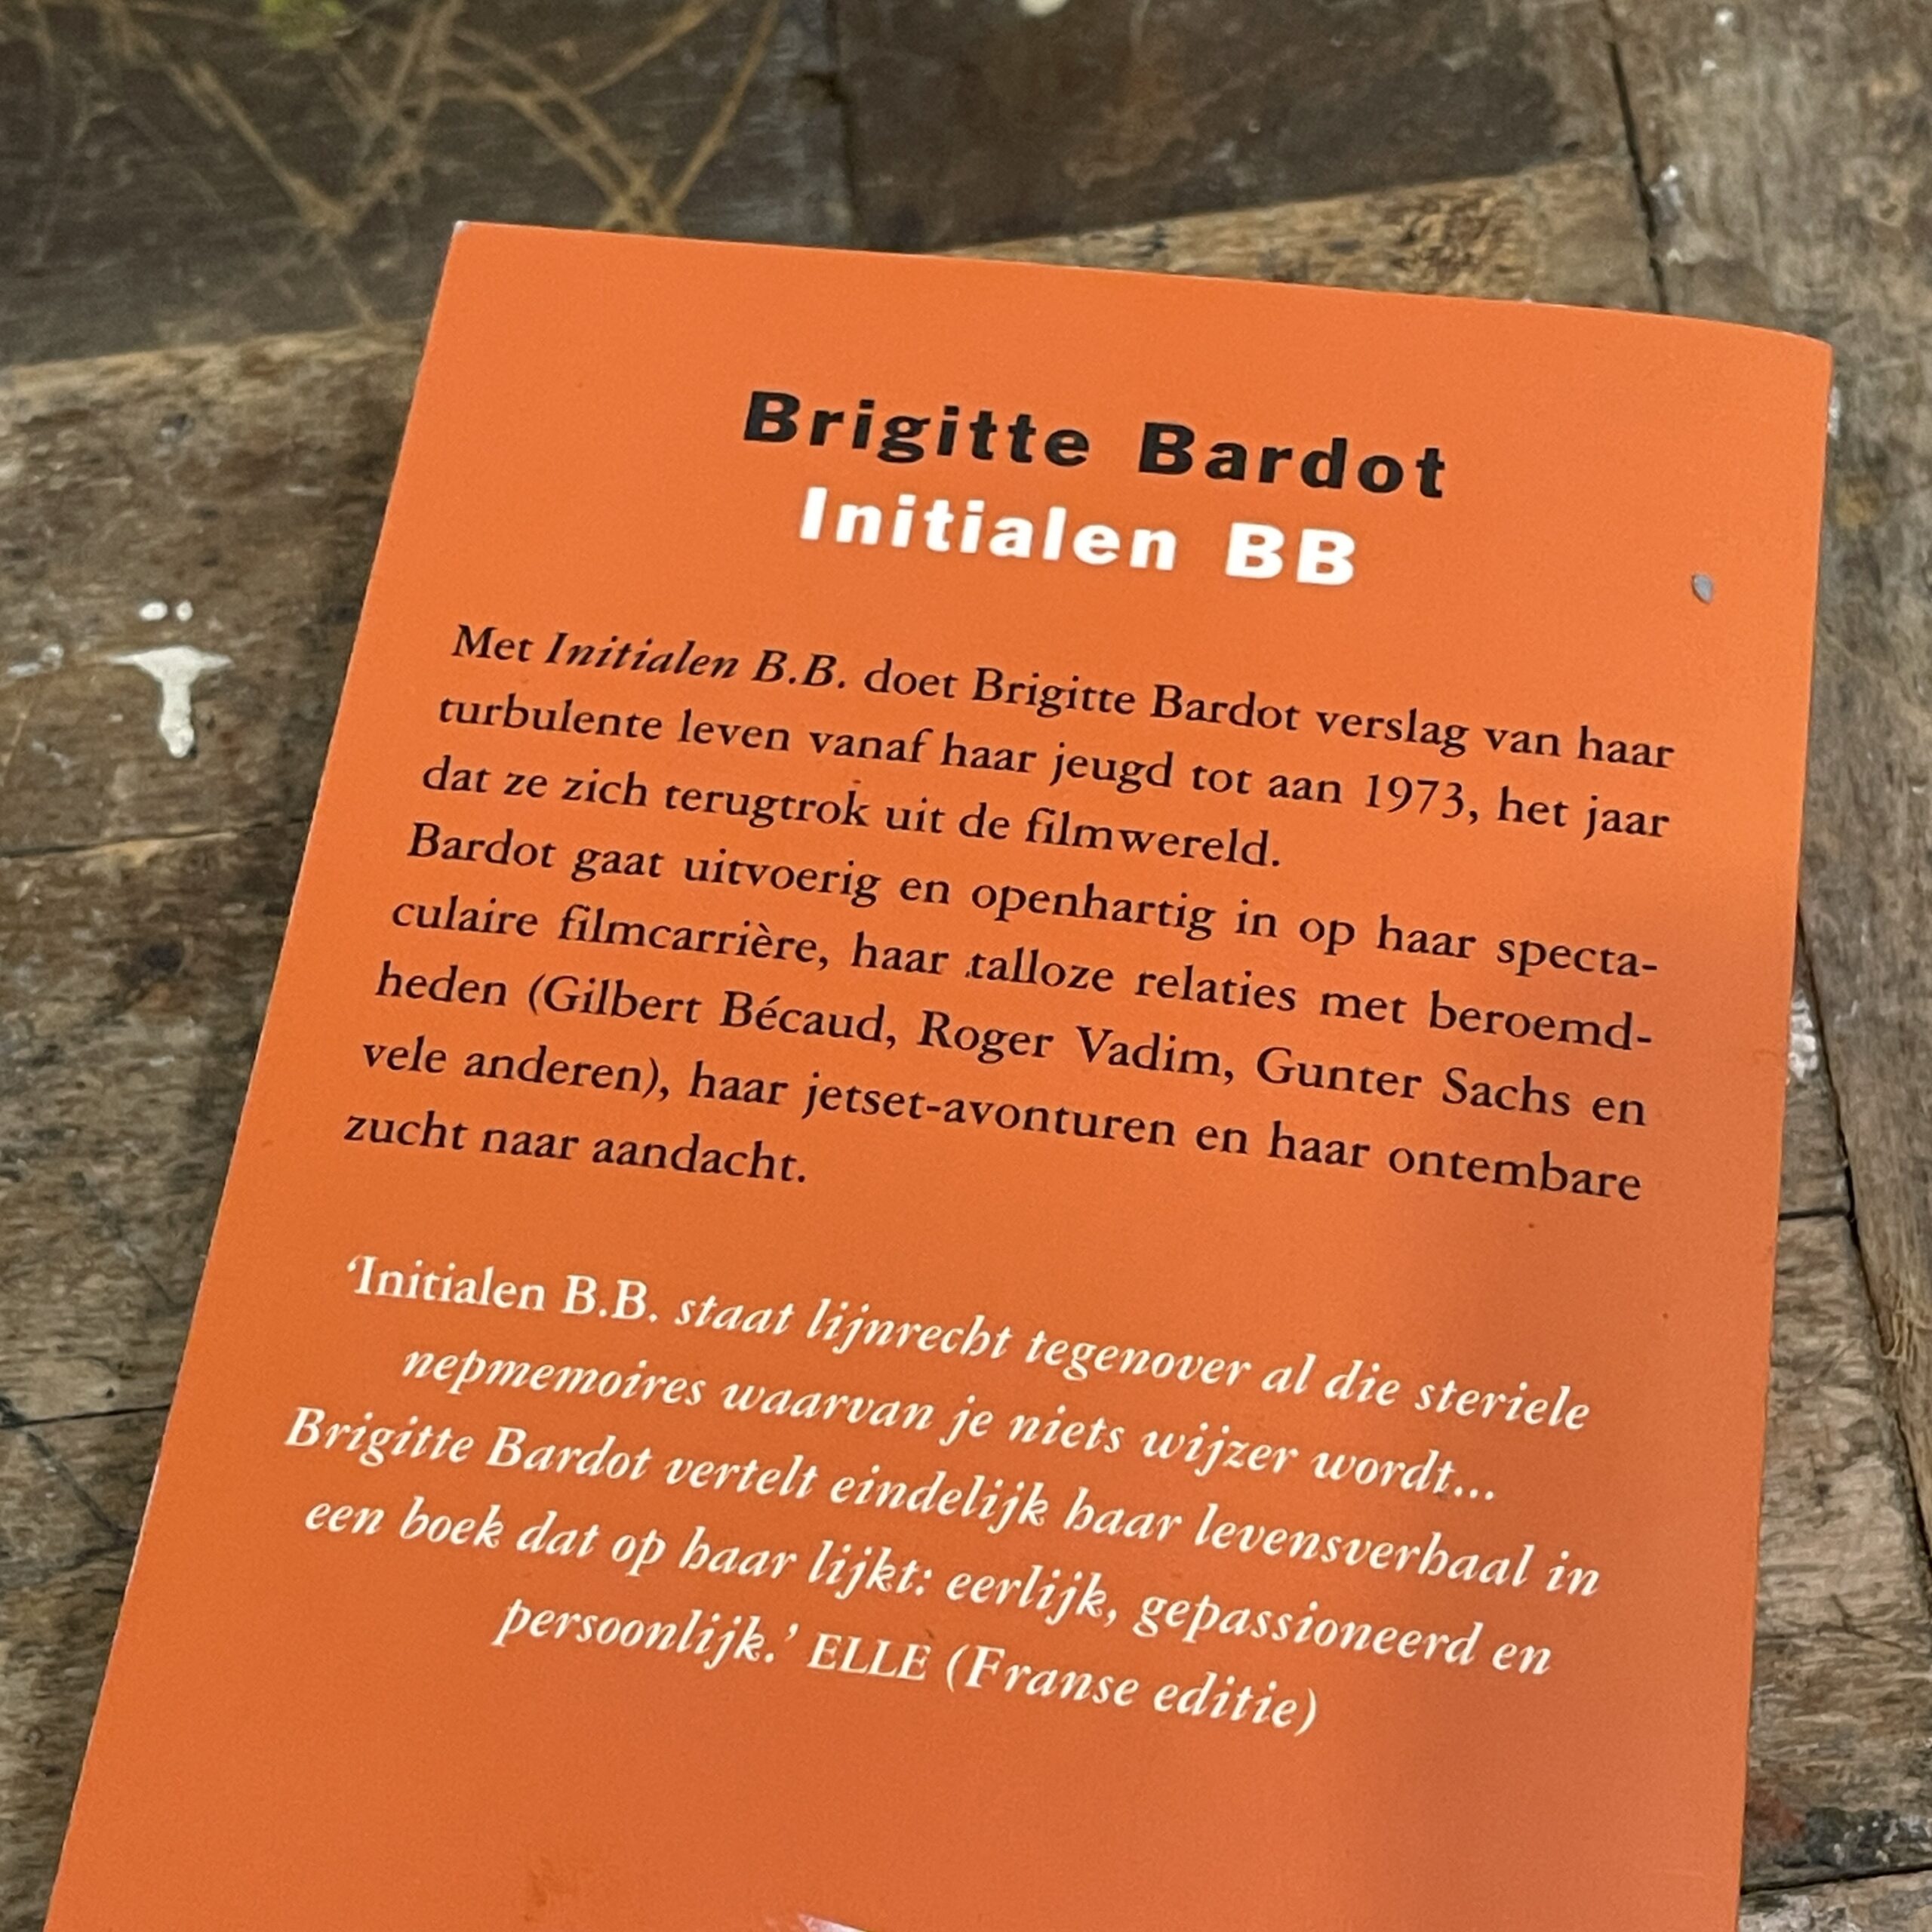 Brigitte Bardot
Initialen BB
Met Initialen B.B. doet Brigitte Bardot verslag van haar
turbulente leven vanaf haar jeugd tot aan 1973, het jaar
dat ze zich terugtrok uit de filmwereld.
Bardot gaat uitvoerig en openhartig in op haar specta-
culaire filmcarrière, haar talloze relaties met beroemd-
heden (Gilbert Bécaud, Roger Vadim, Gunter Sachs en
vele anderen), haar jetset-avonturen en haar ontembare
zucht naar aandacht.
‘Initialen B.B. staat lijnrecht tegenover al die steriele
nepmemoires waarvan je niets wijzer wordt...
Brigitte Bardot vertelt eindelijk haar levensverhaal in
een boek dat op haar lijkt: eerlijk, gepassioneerd en
persoonlijk.’ ELLE (Franse editie)